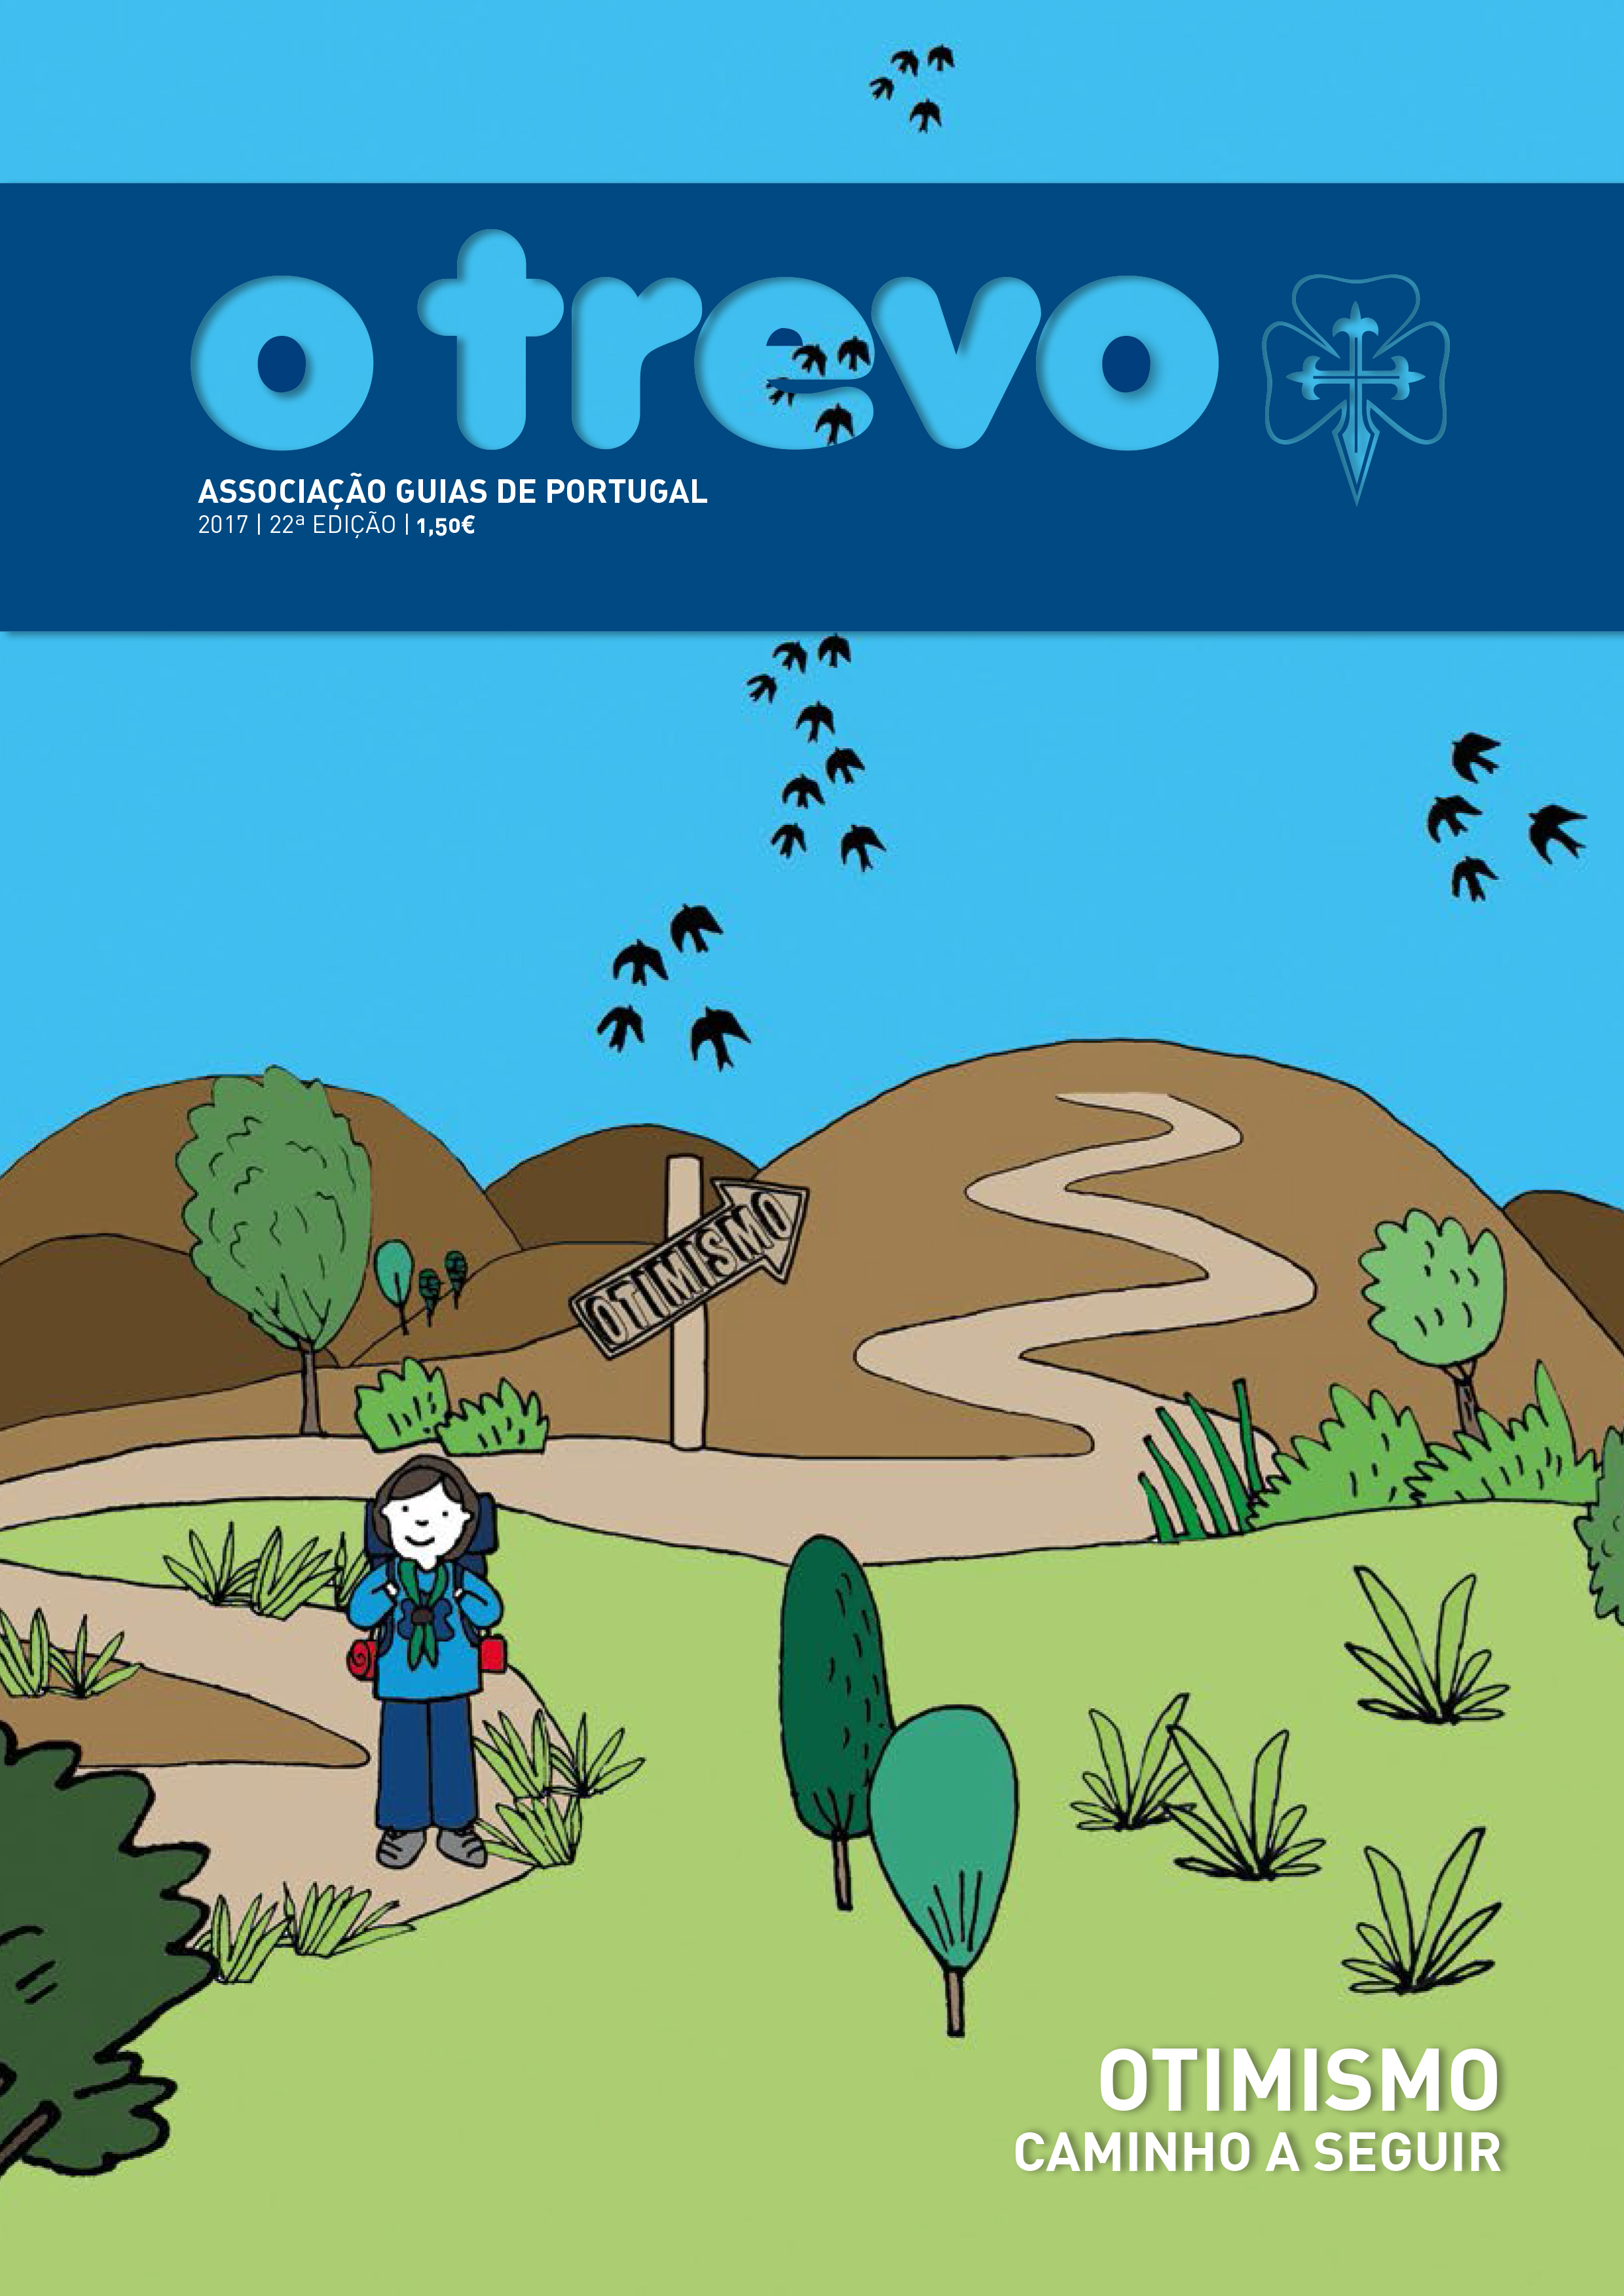 o trevo
ASSOCIAÇÃO GUIAS DE PORTUGAL
2017 | 22ª EDIÇÃO | 1,50€
OTIMISMO
OTIMISMO
CAMINHO A SEGUIR